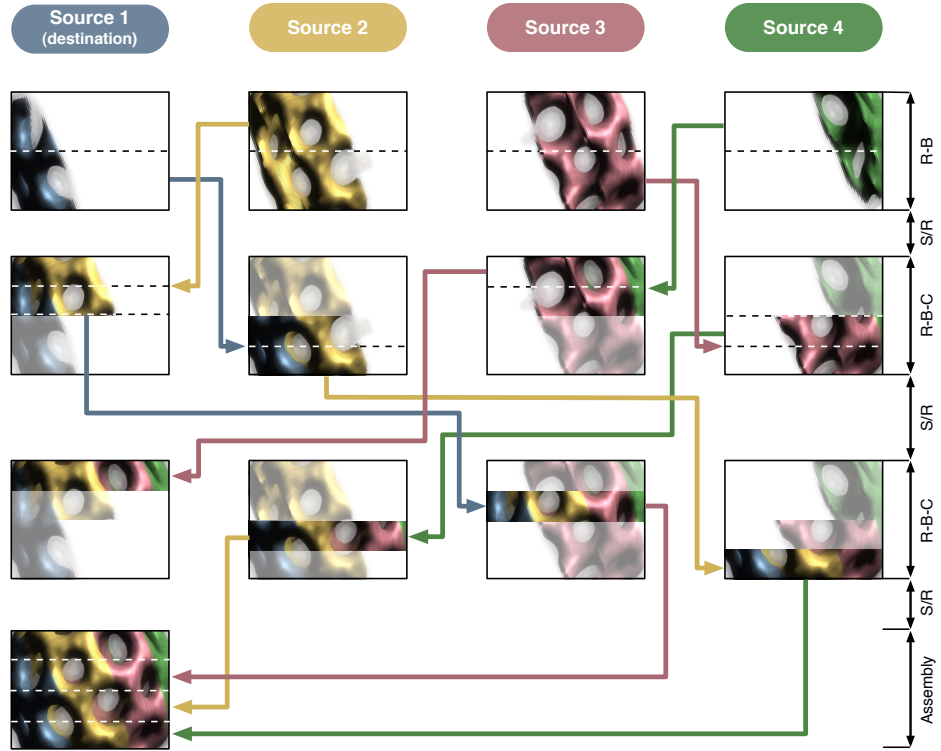 Source 1
(destination)
Source 2
Source 3
Source 4
R-B
S/R
R-B-C
S/R
R-B-C
S/R
Assembly